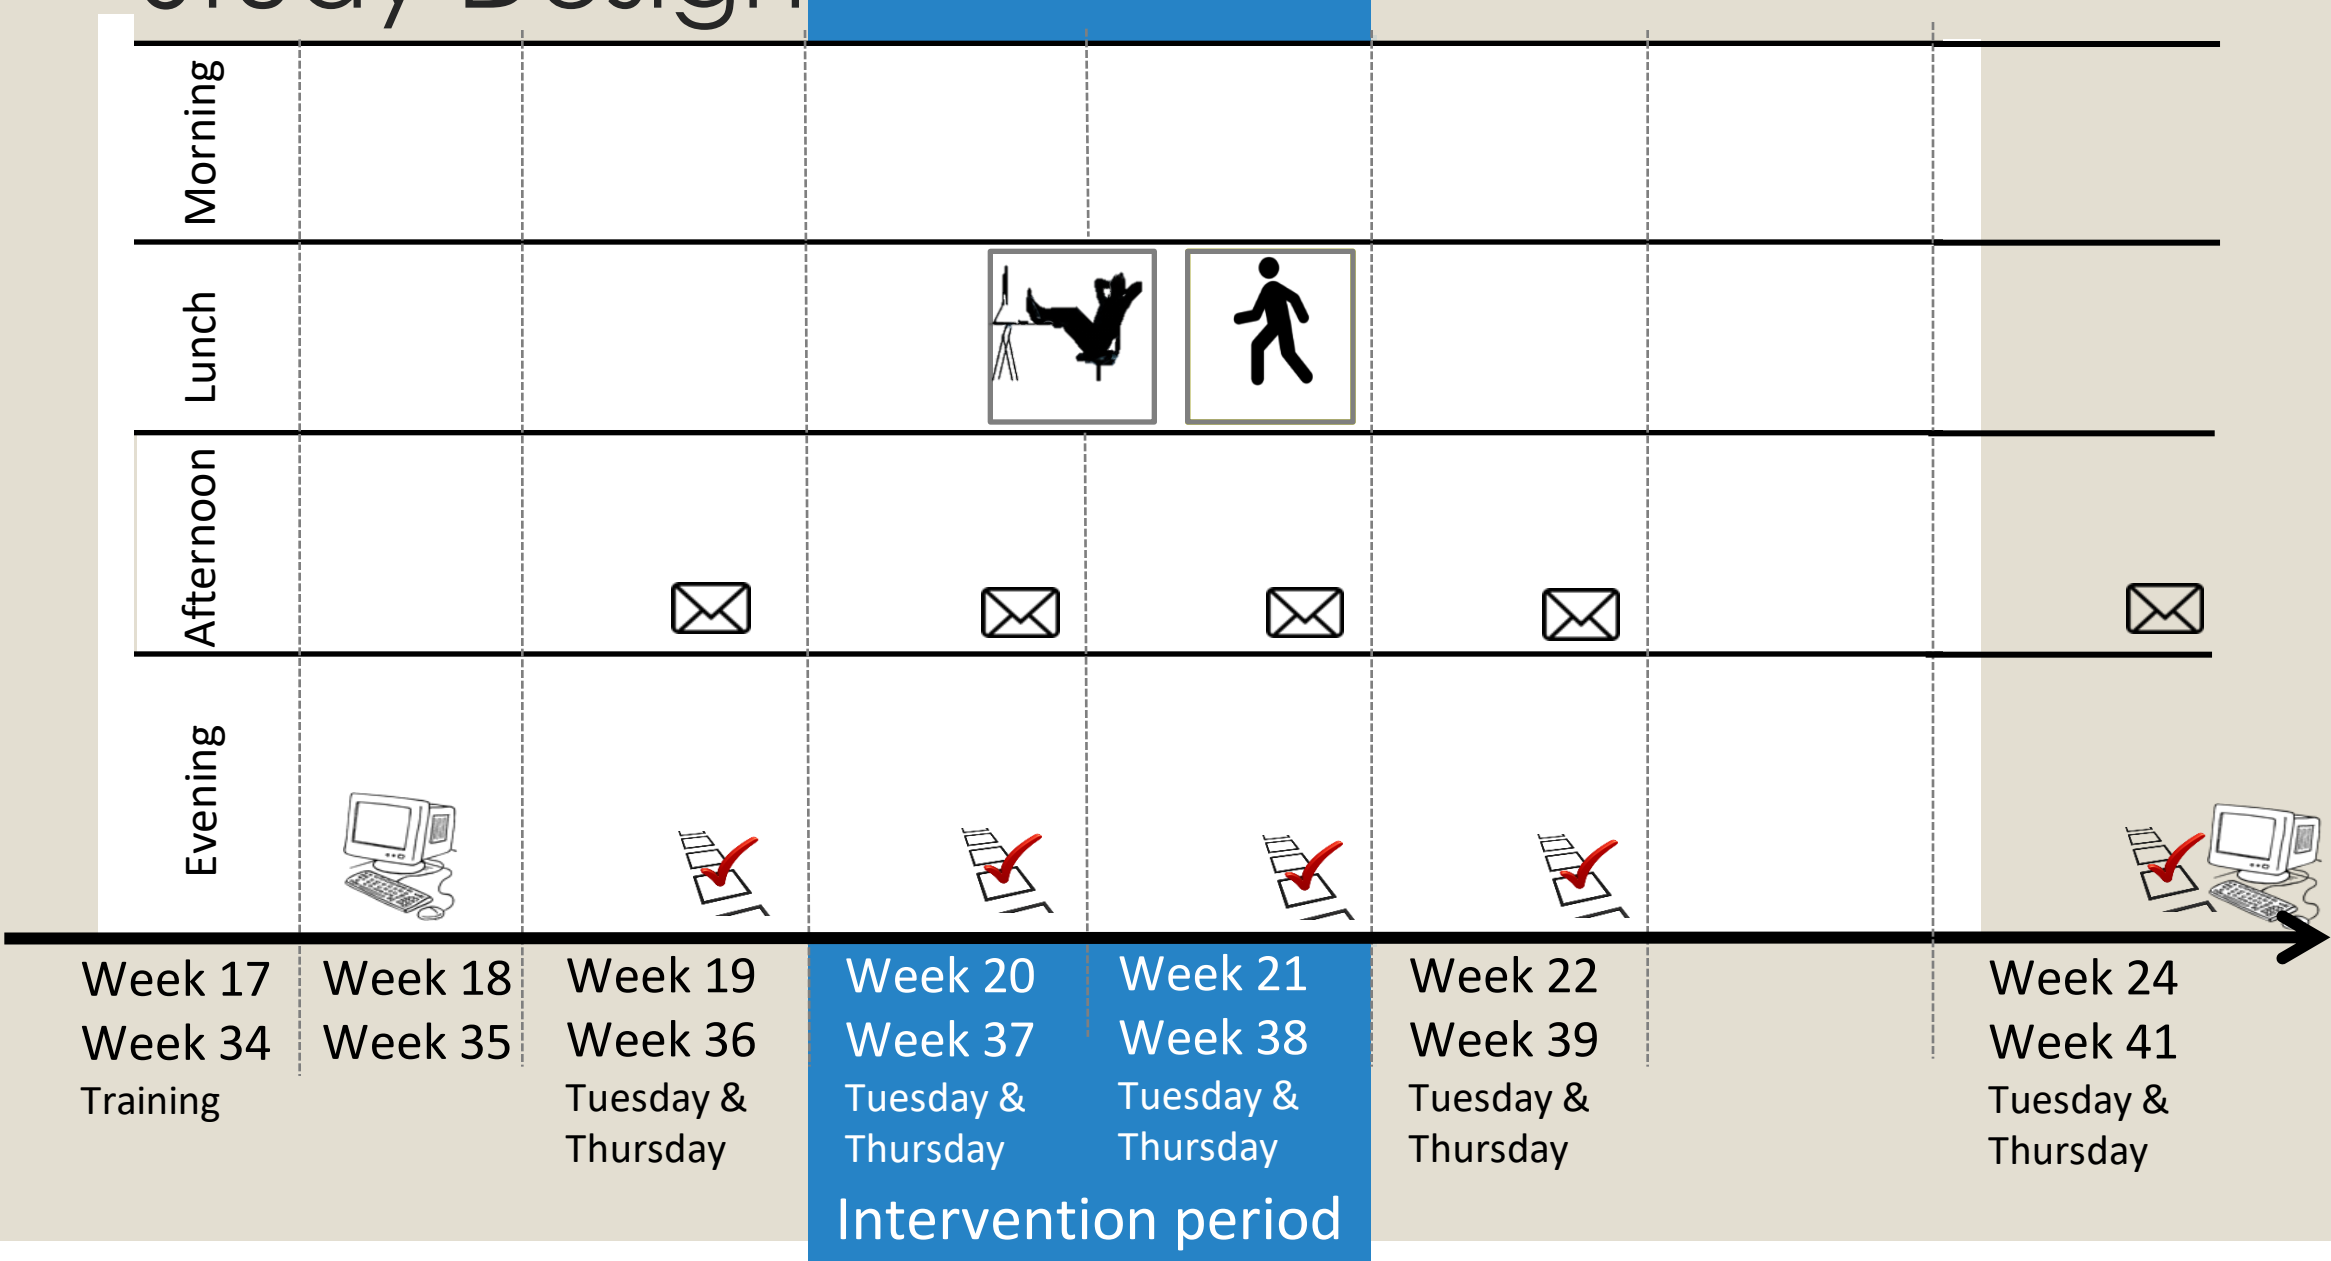 Study Design
Morning
Lunch
Afternoon
Evening
Week 17
Week 34
Training
Week 18
Week 35
Week 19
Week 36
Tuesday &
Thursday
Week 20
Week 37
Tuesday &
Thursday
Week 21
Week 38
Tuesday &
Thursday
Week 22
Week 39
Tuesday &
Thursday
Week 24
Week 41
Tuesday &
Thursday
Intervention period